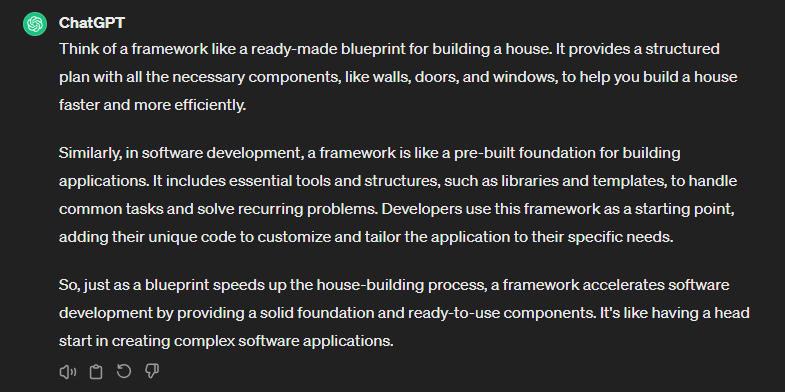 ChatGPT
Think of a framework like a ready-made blueprint for building a house. It provides a structured
plan with all the necessary components, like walls, doors, and windows, to help you build a house
faster and more efficiently.
Similarly, in software development, a framework is like a pre-built foundation for building
applications. It includes essential tools and structures, such as libraries and templates, to handle
common tasks and solve recurring problems. Developers use this framework as a starting point,
adding their unique code to customize and tailor the application to their specific needs.
So, just as a blueprint speeds up the house-building process, a framework accelerates software
development by providing a solid foundation and ready-to-use components. It's like having a head
start in creating complex software applications.